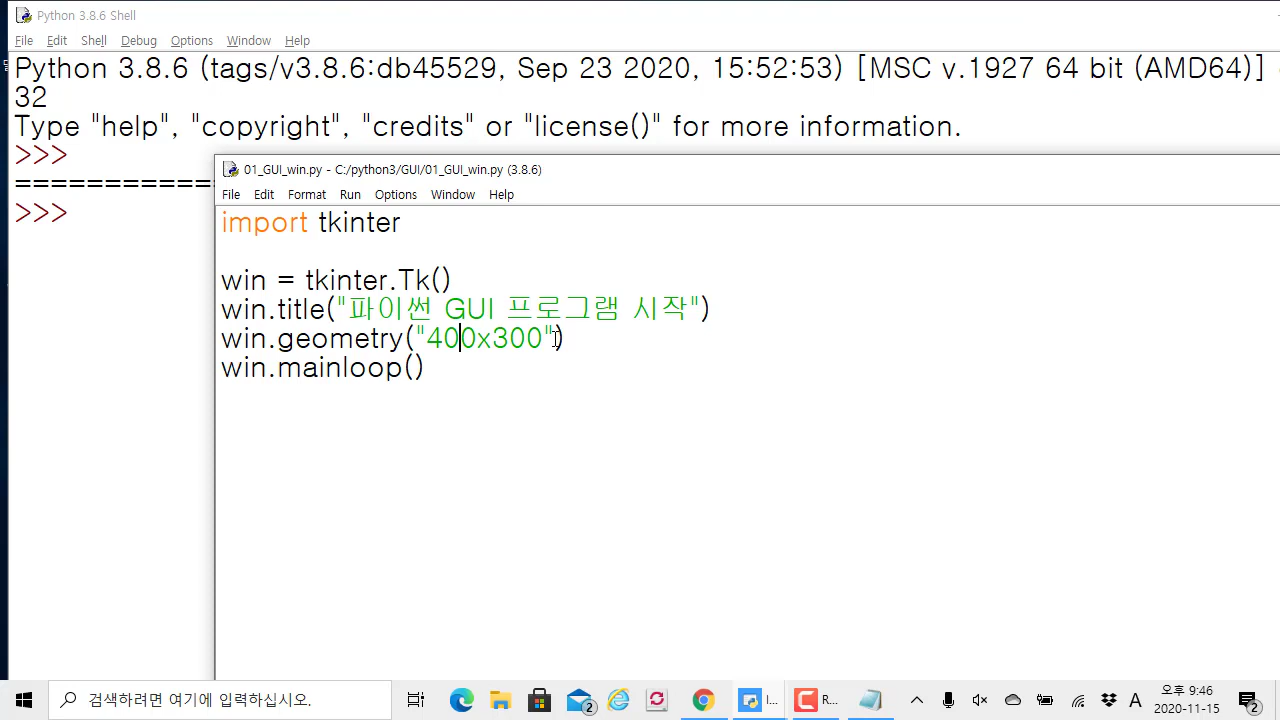 Python 3.8.6 Shell
File Edit Shell Debug Options Window Help
Python 3.8.6 (tags/v3.8.6:db45529, Sep 23 2020, 15:52:53) [MSC v.1927 64 bit (AMD64)]
32
Type "help", "copyright", "credits" or "license()" for more information.
>>>
=============
>>>
01_GUI_win.py - C:/python3/GUI/01_GUI_win.py (3.8.6)
File Edit Format Run Options Window Help
import tkinter
win = tkinter.Tk()
win.title("파이썬 GUI 프로그램 시작")
win.geometry("400x300")
win.mainloop()
검색하려면 여기에 입력하십시오.
2
I...
R...
A
오후 9:46
2020-11-15
2